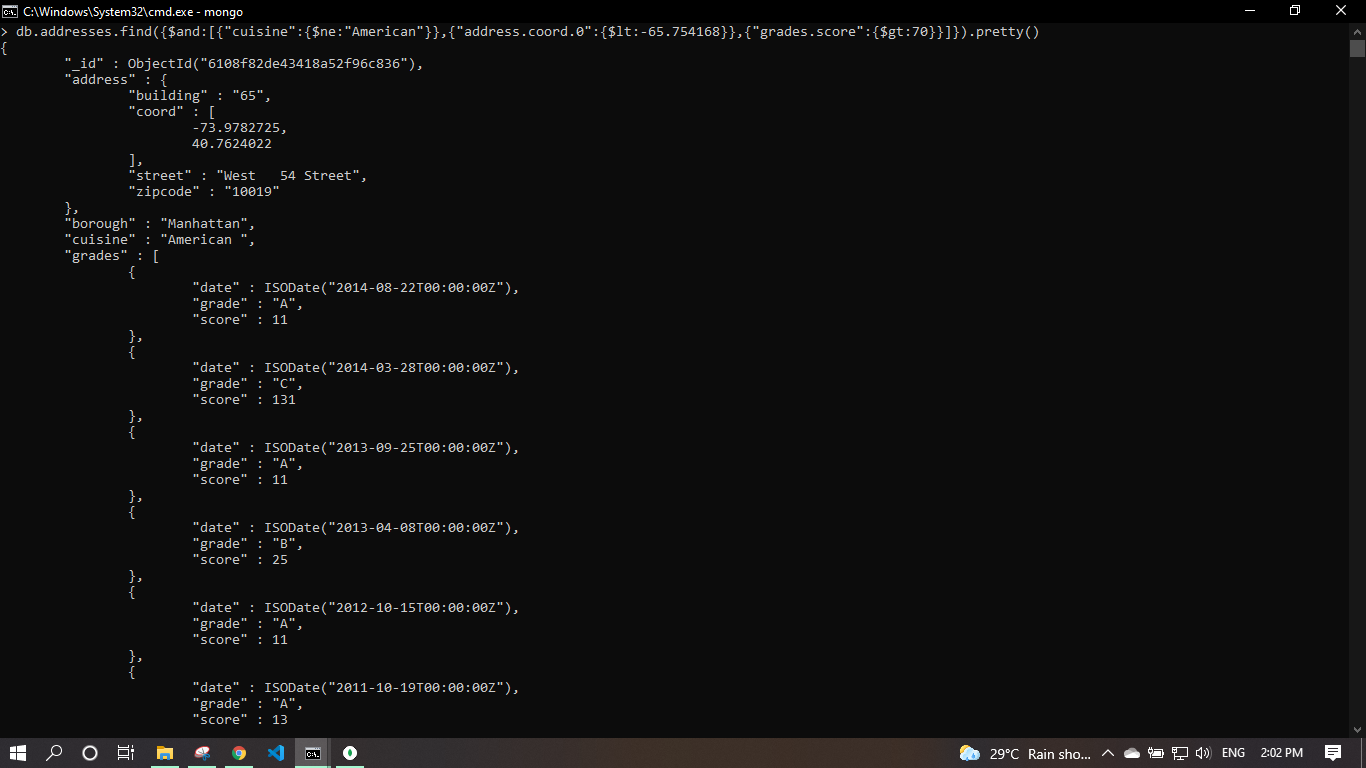 C:\Windows\System32\cmd.exe - mongo
> db.addresses.find({$and:[{"cuisine":{$ne:"American"}},{"address.coord.0":{$lt:-65.754168}},{"grades.score":{$gt:70}}]}).pretty()
{
        "_id" : ObjectId("6108f82de43418a52f96c836"),
        "address" : {
                "building" : "65",
                "coord" : [
                        -73.9782725,
                        40.7624022
                ],
                "street" : "West   54 Street",
                "zipcode" : "10019"
        },
        "borough" : "Manhattan",
        "cuisine" : "American ",
        "grades" : [
                {
                        "date" : ISODate("2014-08-22T00:00:00Z"),
                        "grade" : "A",
                        "score" : 11
                },
                {
                        "date" : ISODate("2014-03-28T00:00:00Z"),
                        "grade" : "C",
                        "score" : 131
                },
                {
                        "date" : ISODate("2013-09-25T00:00:00Z"),
                        "grade" : "A",
                        "score" : 11
                },
                {
                        "date" : ISODate("2013-04-08T00:00:00Z"),
                        "grade" : "B",
                        "score" : 25
                },
                {
                        "date" : ISODate("2012-10-15T00:00:00Z"),
                        "grade" : "A",
                        "score" : 11
                },
                {
                        "date" : ISODate("2011-10-19T00:00:00Z"),
                        "grade" : "A",
                        "score" : 13
29°C Rain sho... ENG 2:02 PM